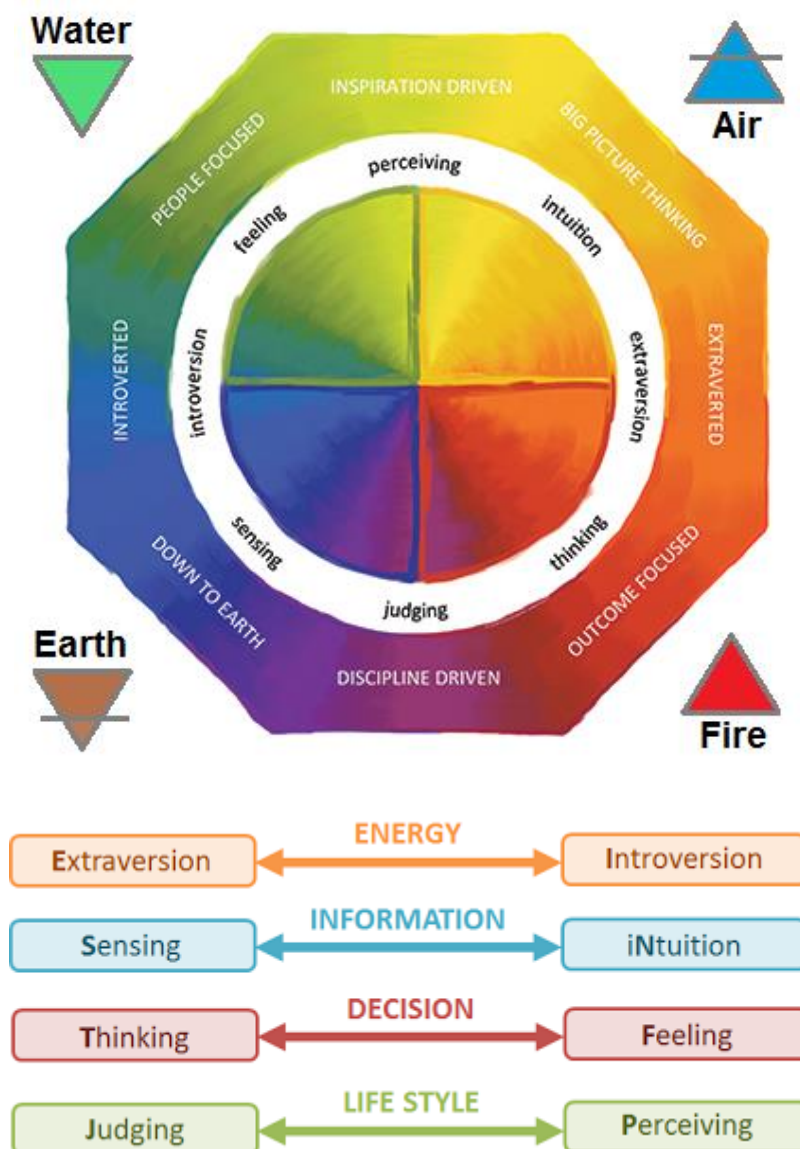 Water
Air
INSPIRATION DRIVEN
PEOPLE FOCUSED
BIG PICTURE THINKING
perceiving
feeling
intuition
INTROVERTED
introversion
extraversion
EXTRAVERTED
sensing
thinking
judging
DOWN TO EARTH
OUTCOME FOCUSED
DISCIPLINE DRIVEN
Earth
Fire
ENERGY
Extraversion
Introversion
INFORMATION
Sensing
iNtuition
DECISION
Thinking
Feeling
LIFE STYLE
Judging
Perceiving